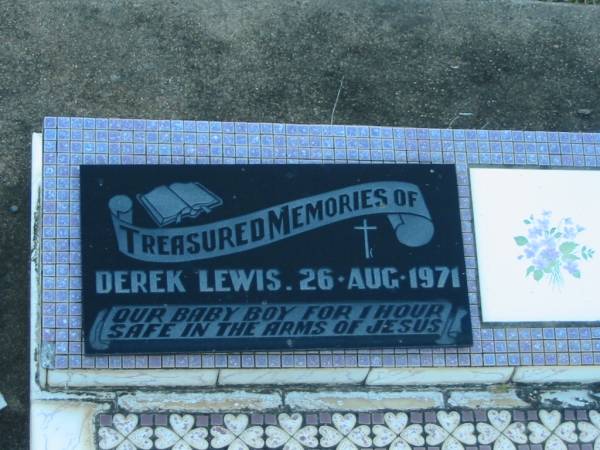 TREASURED MEMORIES OF
DEREK LEWIS. 26·AUG·1971
OUR BABY BOY FOR 1 HOUR
SAFE IN THE ARMS OF JESUS